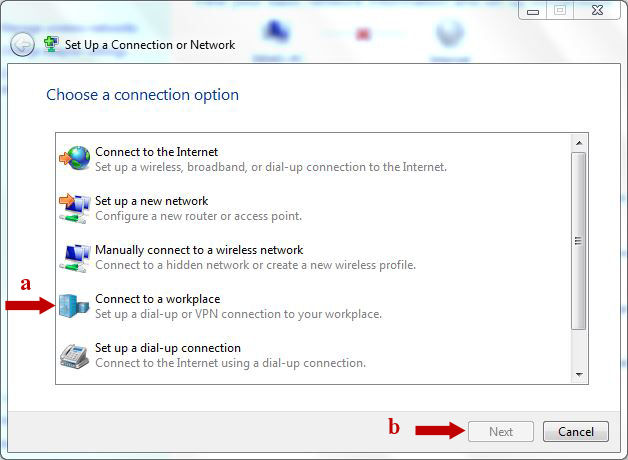 Set Up a Connection or Network
Choose a connection option
Connect to the Internet
Set up a wireless, broadband, or dial-up connection to the Internet.
Set up a new network
Configure a new router or access point.
Manually connect to a wireless network
Connect to a hidden network or create a new wireless profile.
a
Connect to a workplace
Set up a dial-up or VPN connection to your workplace.
Set up a dial-up connection
Connect to the Internet using a dial-up connection.
b
Next
Cancel